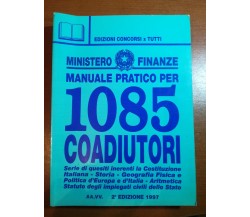 EDIZIONI CONCORSI x TUTTI
MINISTERO FINANZE
MANUALE PRATICO PER
1085
COADIUTORI
Serie di quesiti inerenti la Costituzione
Italiana - Storia - Geografia Fisica e
Politica d'Europa e d'Italia - Aritmetica
Statuto degli impiegati civili dello Stato
AA.VV. 2ª EDIZIONE 1997